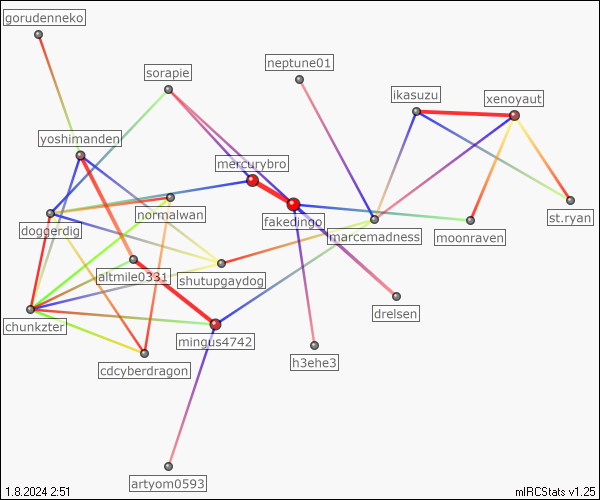 gorudenneko
sorapie
neptune01
ikasuzu
xenoyaut
yoshimanden
mercurybro
normalwan
fakedingo
st.ryan
doggerdig
marcemadness
moonraven
altmile0331
shutupgaydog
drelsen
chunkzter
mingus4742
h3ehe3
cdcyberdragon
artyom0593
1.8.2024 2:51
mIRCStats v1.25